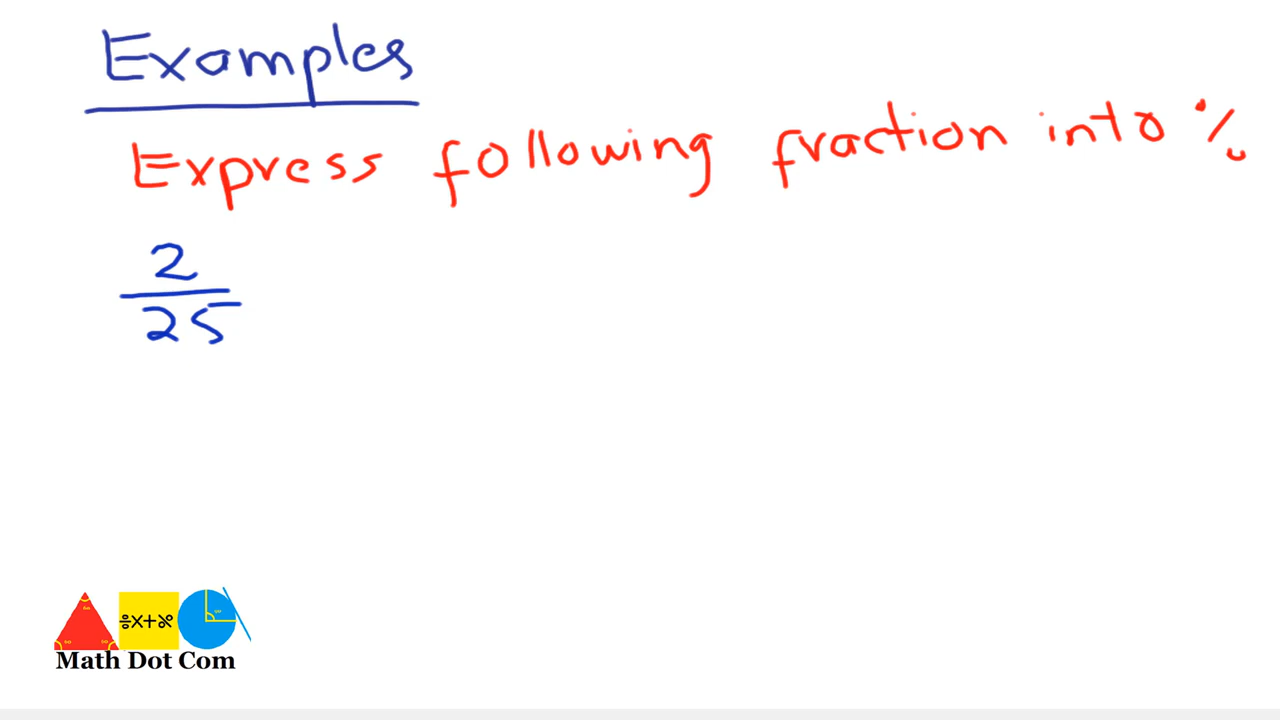 Examples
Express following fraction into %
2
25
÷×+%
Math Dot Com